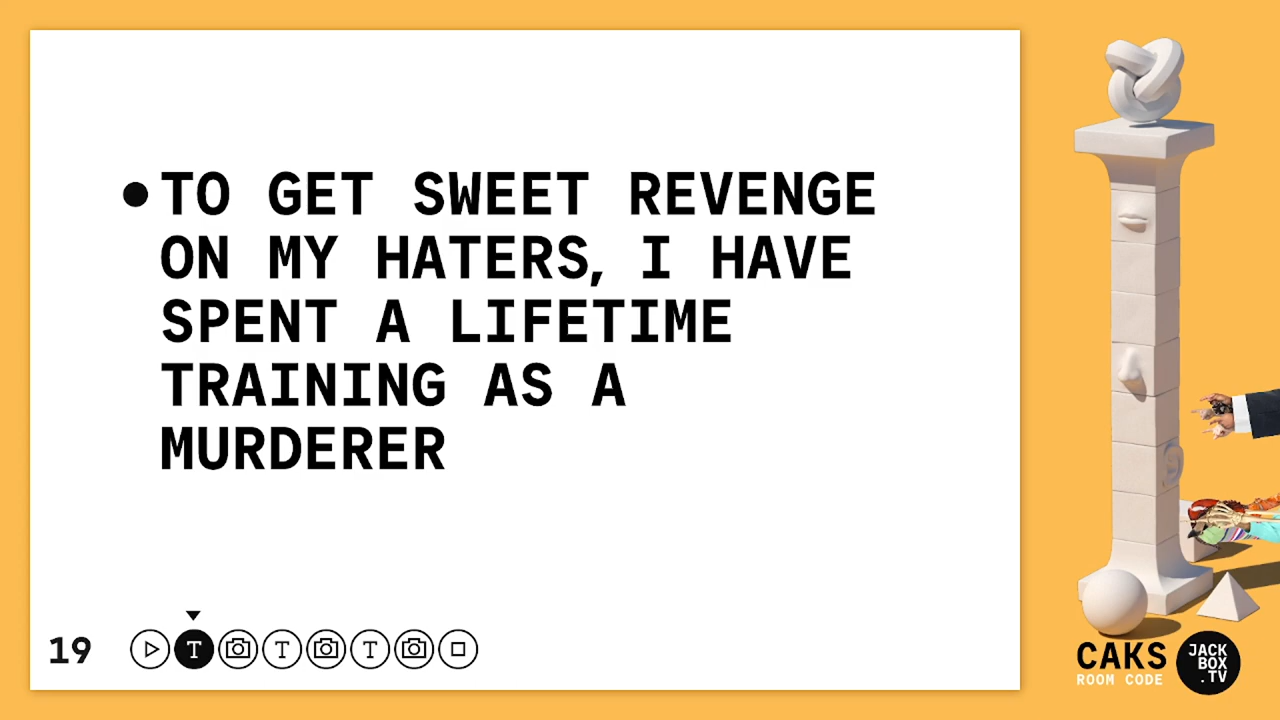 •TO GET SWEET REVENGE
ON MY HATERS, I HAVE
SPENT A LIFETIME
TRAINING AS A
MURDERER
19
T
T
T
CAKS
ROOM CODE
JACK
BOX
.TV